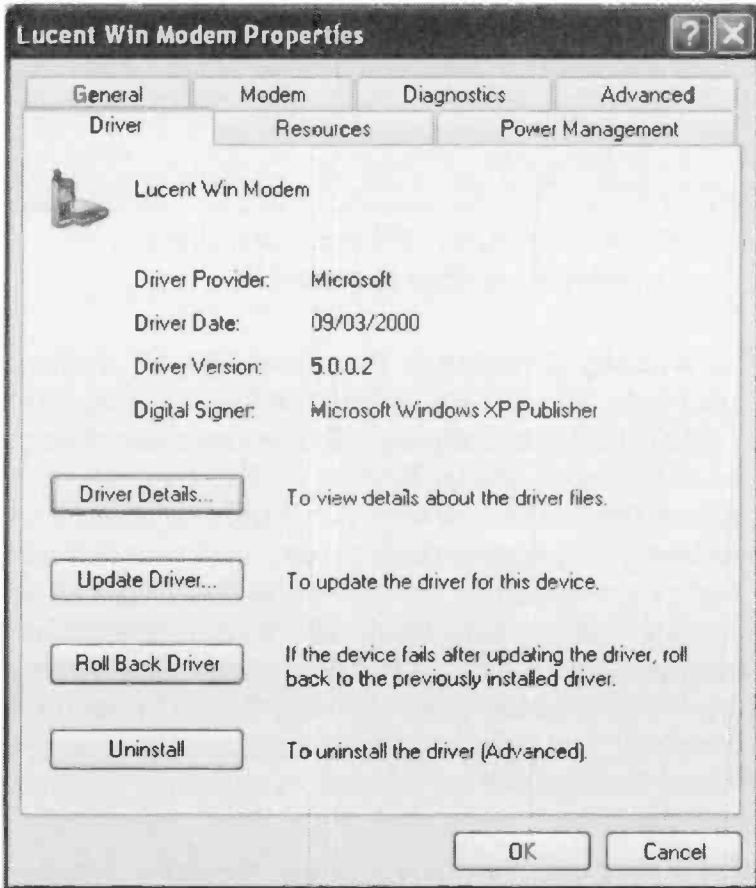 Lucent Win Modem Properties
General Modem Diagnostics Advanced
Driver Resources Power Management
Lucent Win Modem
Driver Provider: Microsoft
Driver Date: 09/03/2000
Driver Version: 5.0.0.2
Digital Signer: Microsoft Windows XP Publisher
Driver Details... To view details about the driver files.
Update Driver... To update the driver for this device.
Roll Back Driver If the device fails after updating the driver, roll
back to the previously installed driver.
Uninstall To uninstall the driver (Advanced).
OK Cancel